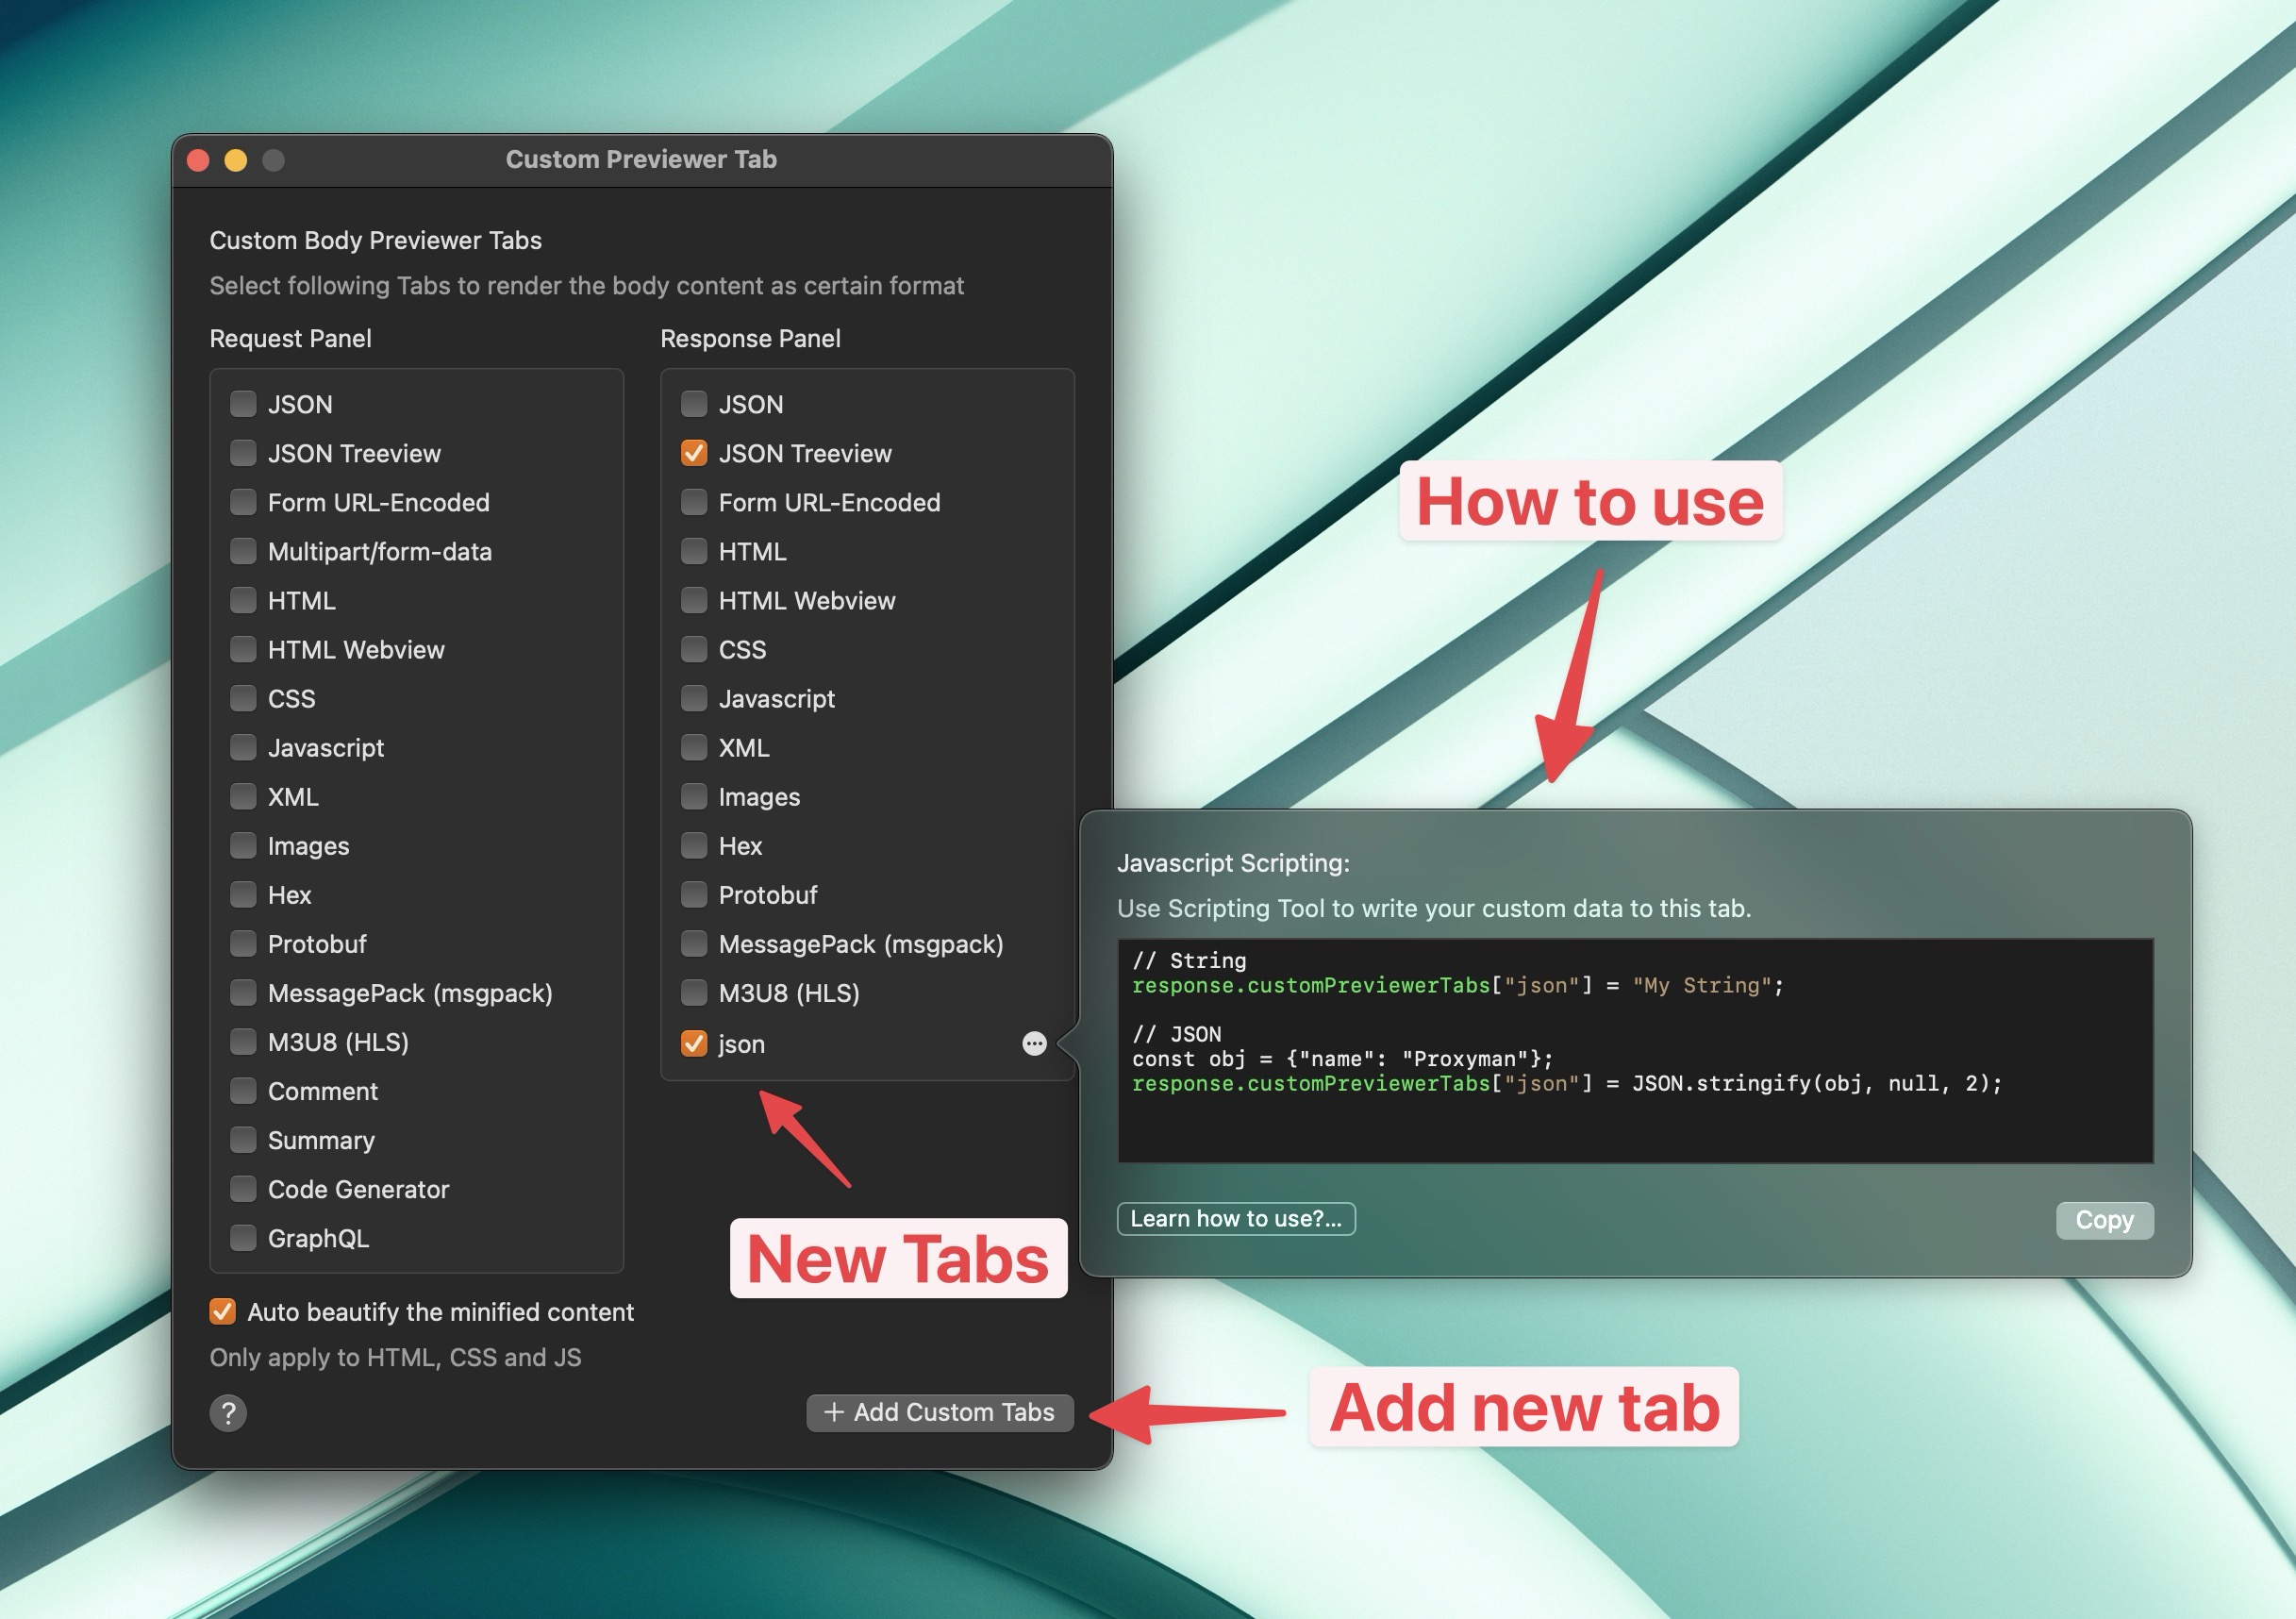 Custom Previewer Tab
Custom Body Previewer Tabs
Select following Tabs to render the body content as certain format
Request Panel
JSON
JSON Treeview
Form URL-Encoded
Multipart/form-data
HTML
HTML Webview
CSS
Javascript
XML
Images
Hex
Protobuf
MessagePack (msgpack)
M3U8 (HLS)
Comment
Summary
Code Generator
GraphQL
Response Panel
JSON
JSON Treeview
Form URL-Encoded
HTML
HTML Webview
CSS
Javascript
XML
Images
Hex
Protobuf
MessagePack (msgpack)
M3U8 (HLS)
json
New Tabs
Auto beautify the minified content
Only apply to HTML, CSS and JS
?
+ Add Custom Tabs
Add new tab
How to use
Javascript Scripting:
Use Scripting Tool to write your custom data to this tab.
// String
response.customPreviewerTabs["json"] = "My String";
// JSON
const obj = {"name": "Proxyman"};
response.customPreviewerTabs["json"] = JSON.stringify(obj, null, 2);
Learn how to use?...
Copy